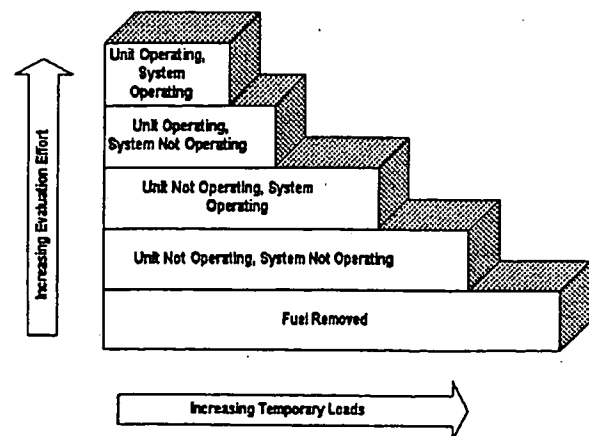 Unit Operating,
System
Operating
Unit Operating,
System Not Operating
Unit Not Operating, System
Operating
Unit Not Operating, System Not Operating
Fuel Removed
Increasing Evaluation Effort
Increasing Temporary Loads